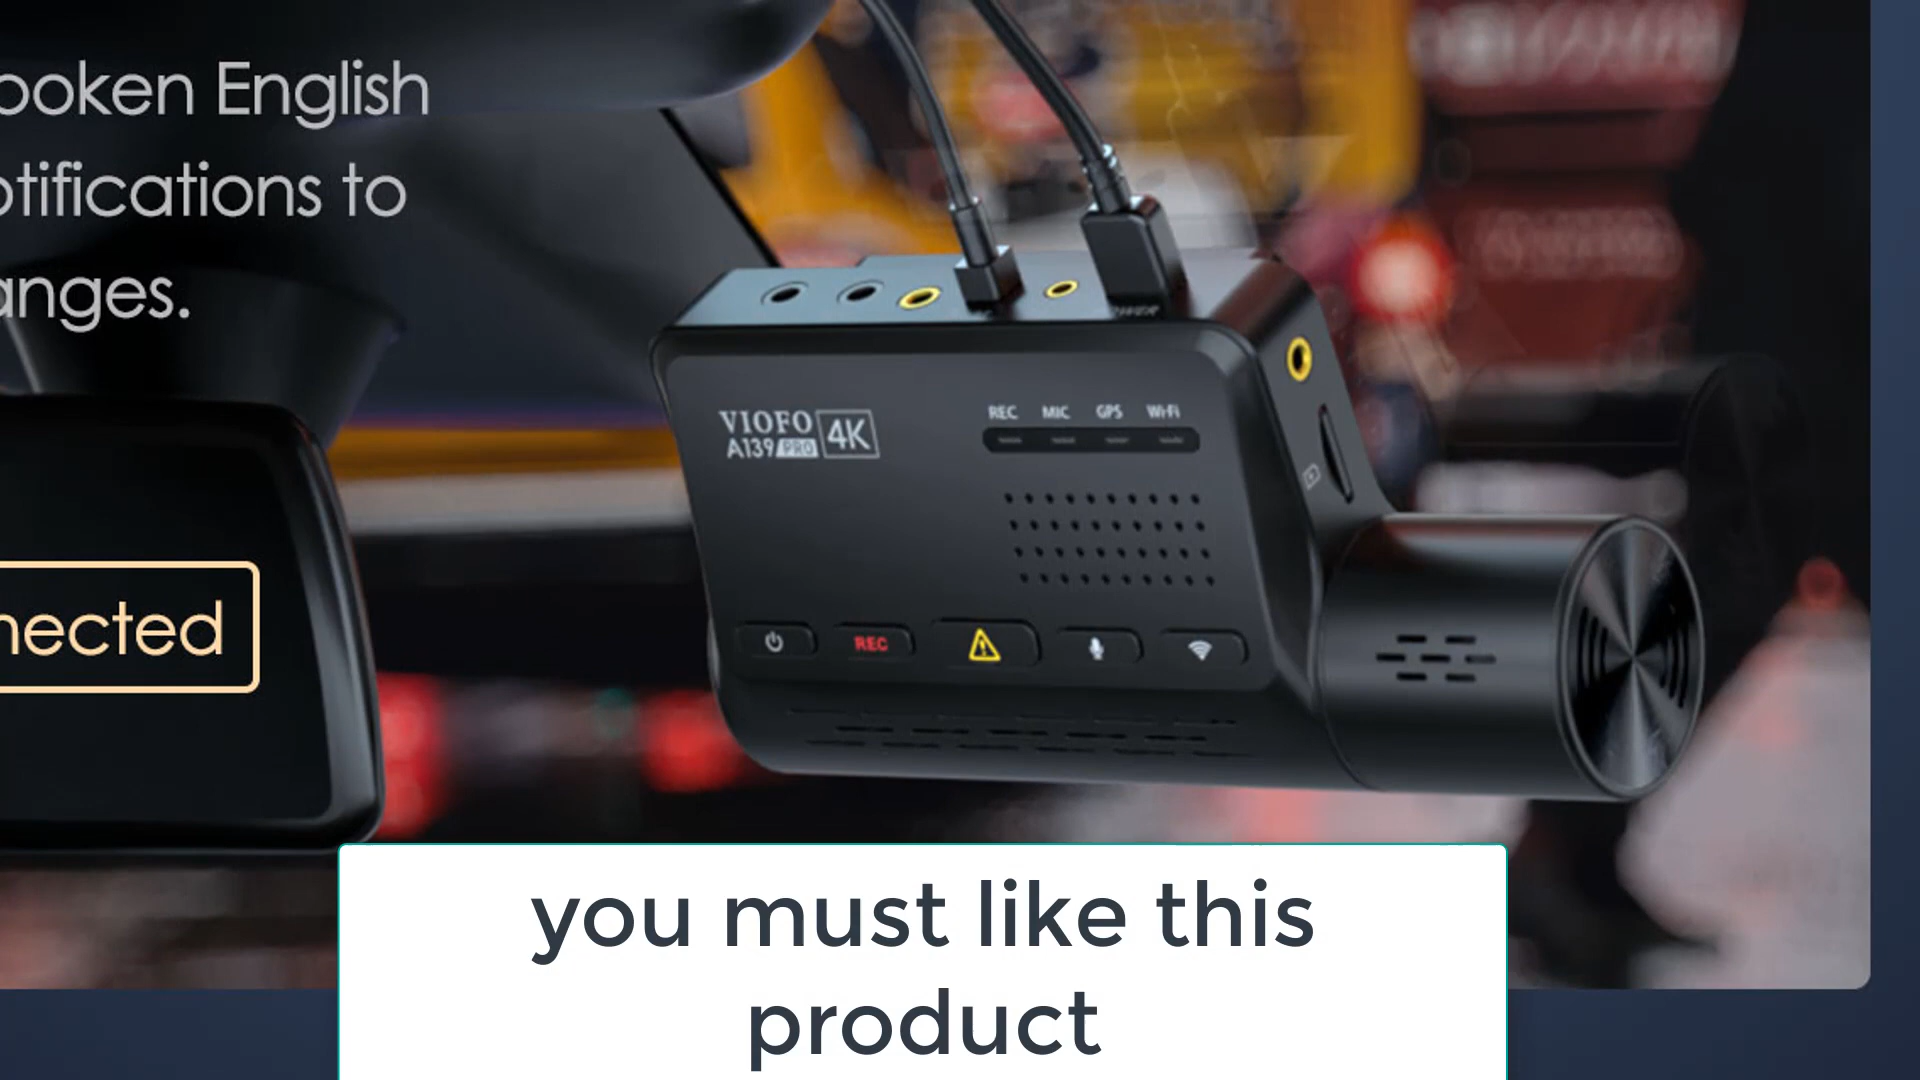 poken English
otifications to
anges.
nected
POWER
VIOFO
A139 PRO 4K
REC MIC GPS Wi-Fi
REC
you must like this
product